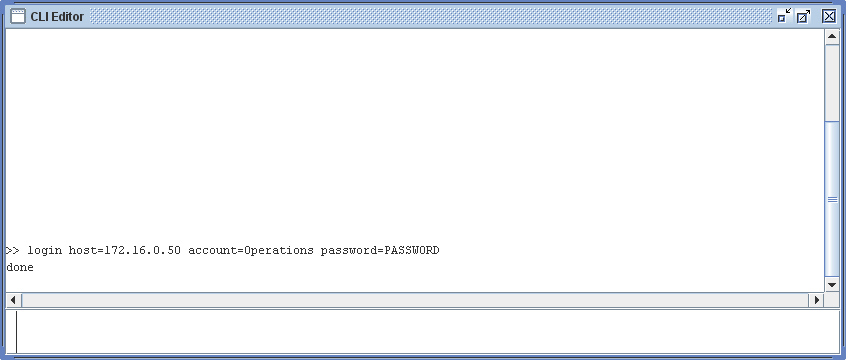 CLI Editor
>> login host=172.16.0.50 account=Operations password=PASSWORD
done